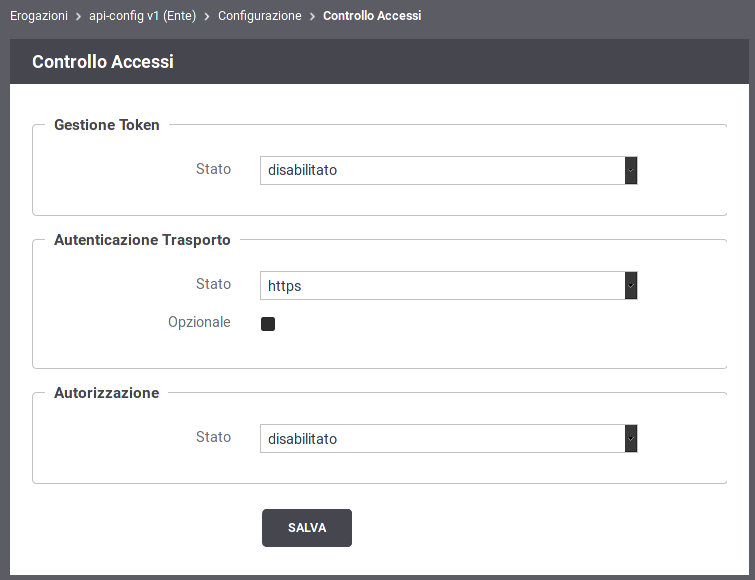 Erogazioni > api-config v1 (Ente) > Configurazione > Controllo Accessi
Controllo Accessi
Gestione Token
Stato disabilitato
Autenticazione Trasporto
Stato https
Opzionale
Autorizzazione
Stato disabilitato
SALVA